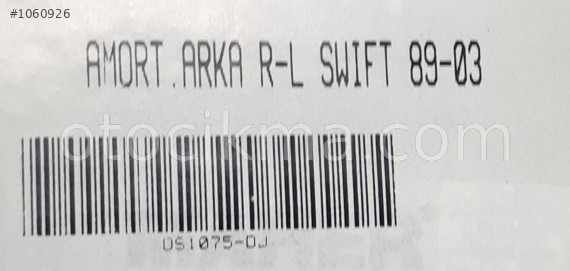 #1060926
AMORT.ARKA R-L SWIFT 89-03
otocikma.com
DS1075-DJ